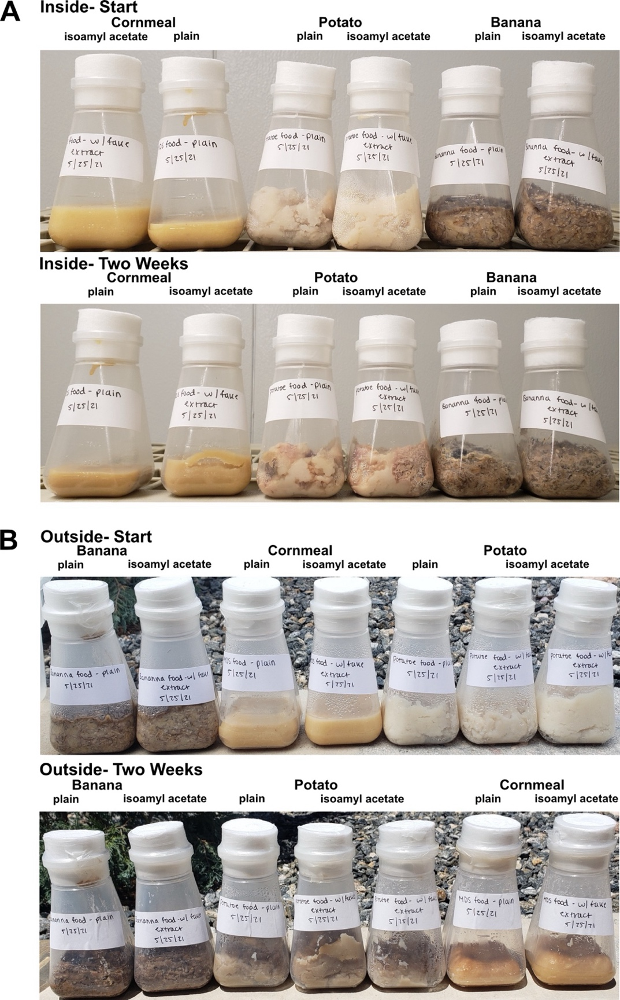 A
Inside- Start
Cornmeal Potato Banana
isoamyl acetate plain plain isoamyl acetate plain isoamyl acetate
food - w/fake
extract
5/25/21
DS food - plain
5/25/21
otatoe food - plain
5/25/21
otatoe food - w/fake
extract
5/25/21
Bananna food - plain
5/25/21
Bananna food - w/fake
extract
5/25/21
Inside- Two Weeks
Cornmeal Potato Banana
plain isoamyl acetate plain isoamyl acetate plain isoamyl acetate
food - plain
5/25/21
food - w/fake
extract
5/25/21
Potatoe food - plain
5/25/21
Potatoe food - w/fake
extract
5/25/21
Bananna food - pla
5/25/21
Bananna food - w/fa
extract
5/25/21
B
Outside- Start
Banana Cornmeal Potato
plain isoamyl acetate plain isoamyl acetate plain isoamyl acetate
ananna food - plain
5/25/21
Bananna food - w/fake
extract
5/25/21
MDS food - plain
5/25/21
DS food - w/fake
extract
5/25/21
Potatoe food - plain
5/25/21
Potatoe food - w/fa
extract
5/25/21
Potatoe food - w/fa
extract
5/25/21
Outside- Two Weeks
Banana Potato Cornmeal
plain isoamyl acetate plain isoamyl acetate plain isoamyl acetate
ananna food - plain
5/25/21
Bananna food - w/fake
extract
5/25/21
Potatoe food - plain
5/25/21
otatoe food - w/fake
extract
5/25/21
otatoe food - w/fake
extract
5/25/21
MDS food - plain
5/25/21
MDS food - w/fake
extract
5/25/21